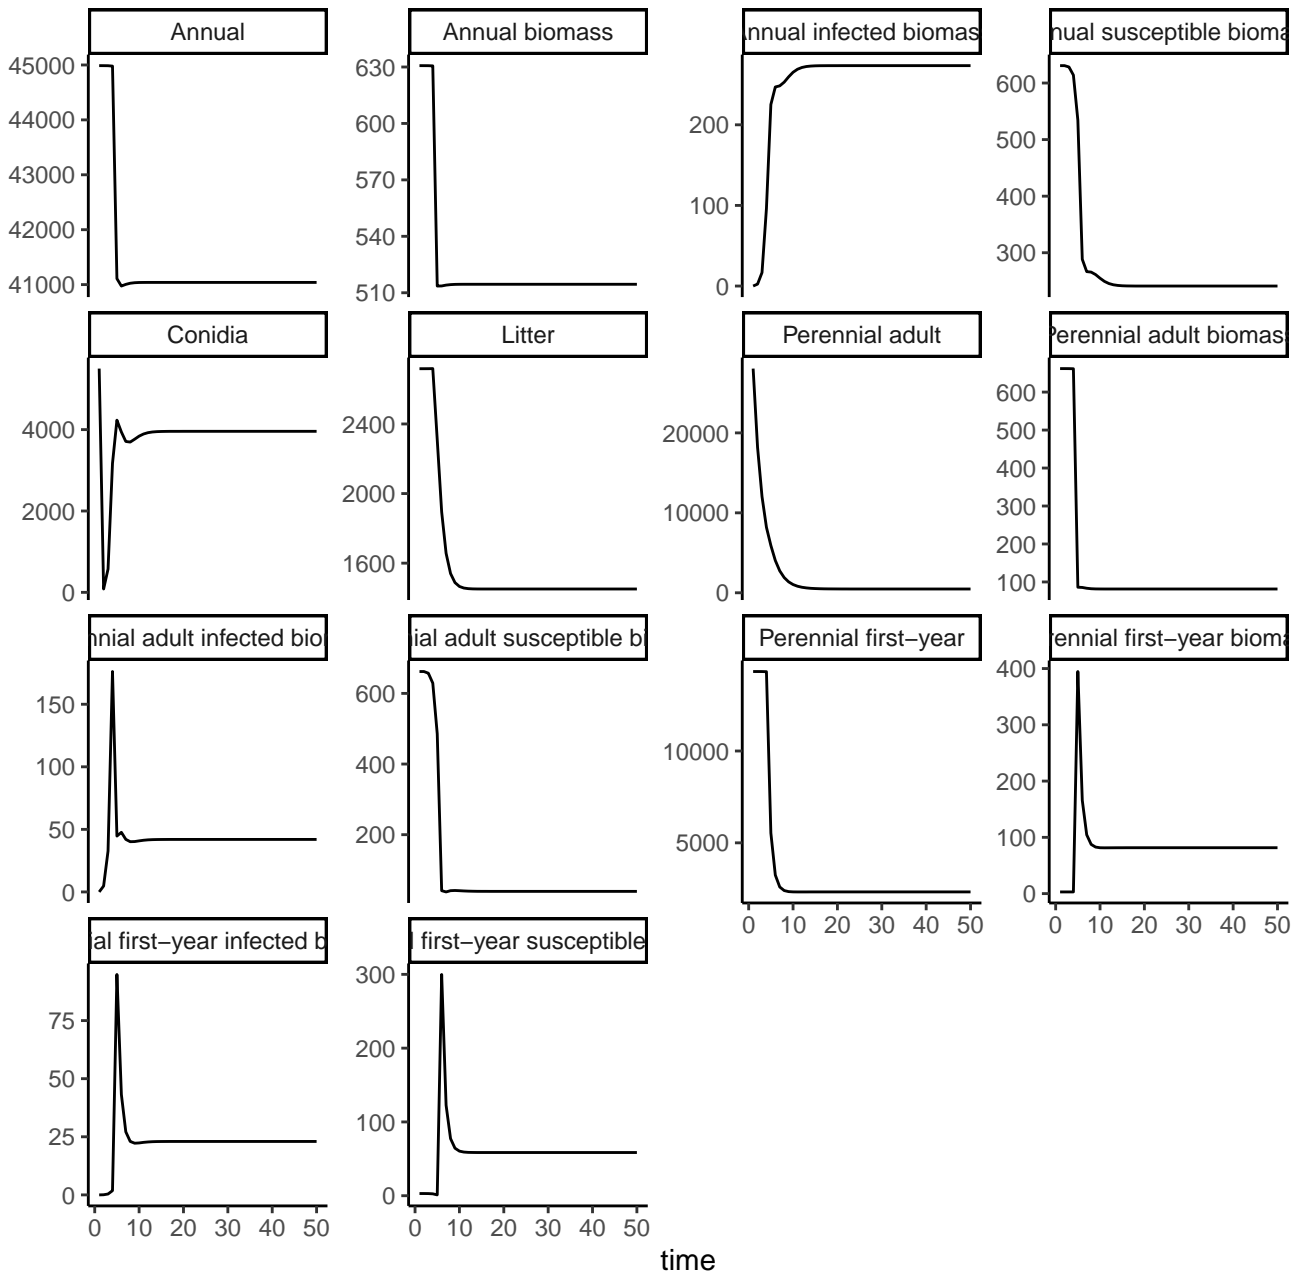 Annual
Annual biomass
nnual infected biomas
nual susceptible bioma
45000
44000
43000
42000
41000
630
600
570
540
510
200
100
0
600
500
400
300
Conidia
Litter
Perennial adult
Perennial adult biomas
4000
2000
0
2400
2000
1600
20000
10000
0
600
500
400
300
200
100
nnial adult infected bio
ial adult susceptible b
Perennial first−year
rennial first−year bioma
150
100
50
0
600
400
200
10000
5000
400
300
200
100
0
0 10 20 30 40 50
0 10 20 30 40 50
ial first−year infected b
first−year susceptible
75
50
25
0
300
200
100
0
0 10 20 30 40 50
0 10 20 30 40 50
time